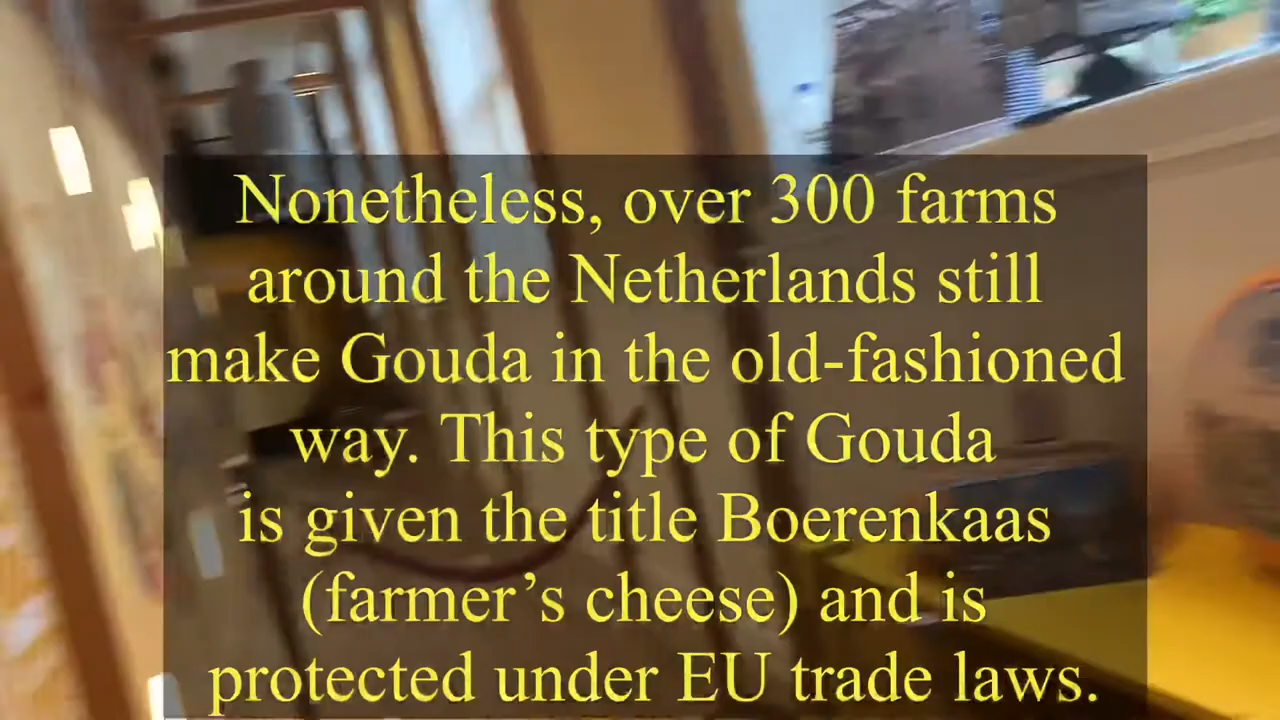 Nonetheless, over 300 farms
around the Netherlands still
make Gouda in the old-fashioned
way. This type of Gouda
is given the title Boerenkaas
(farmer’s cheese) and is
protected under EU trade laws.